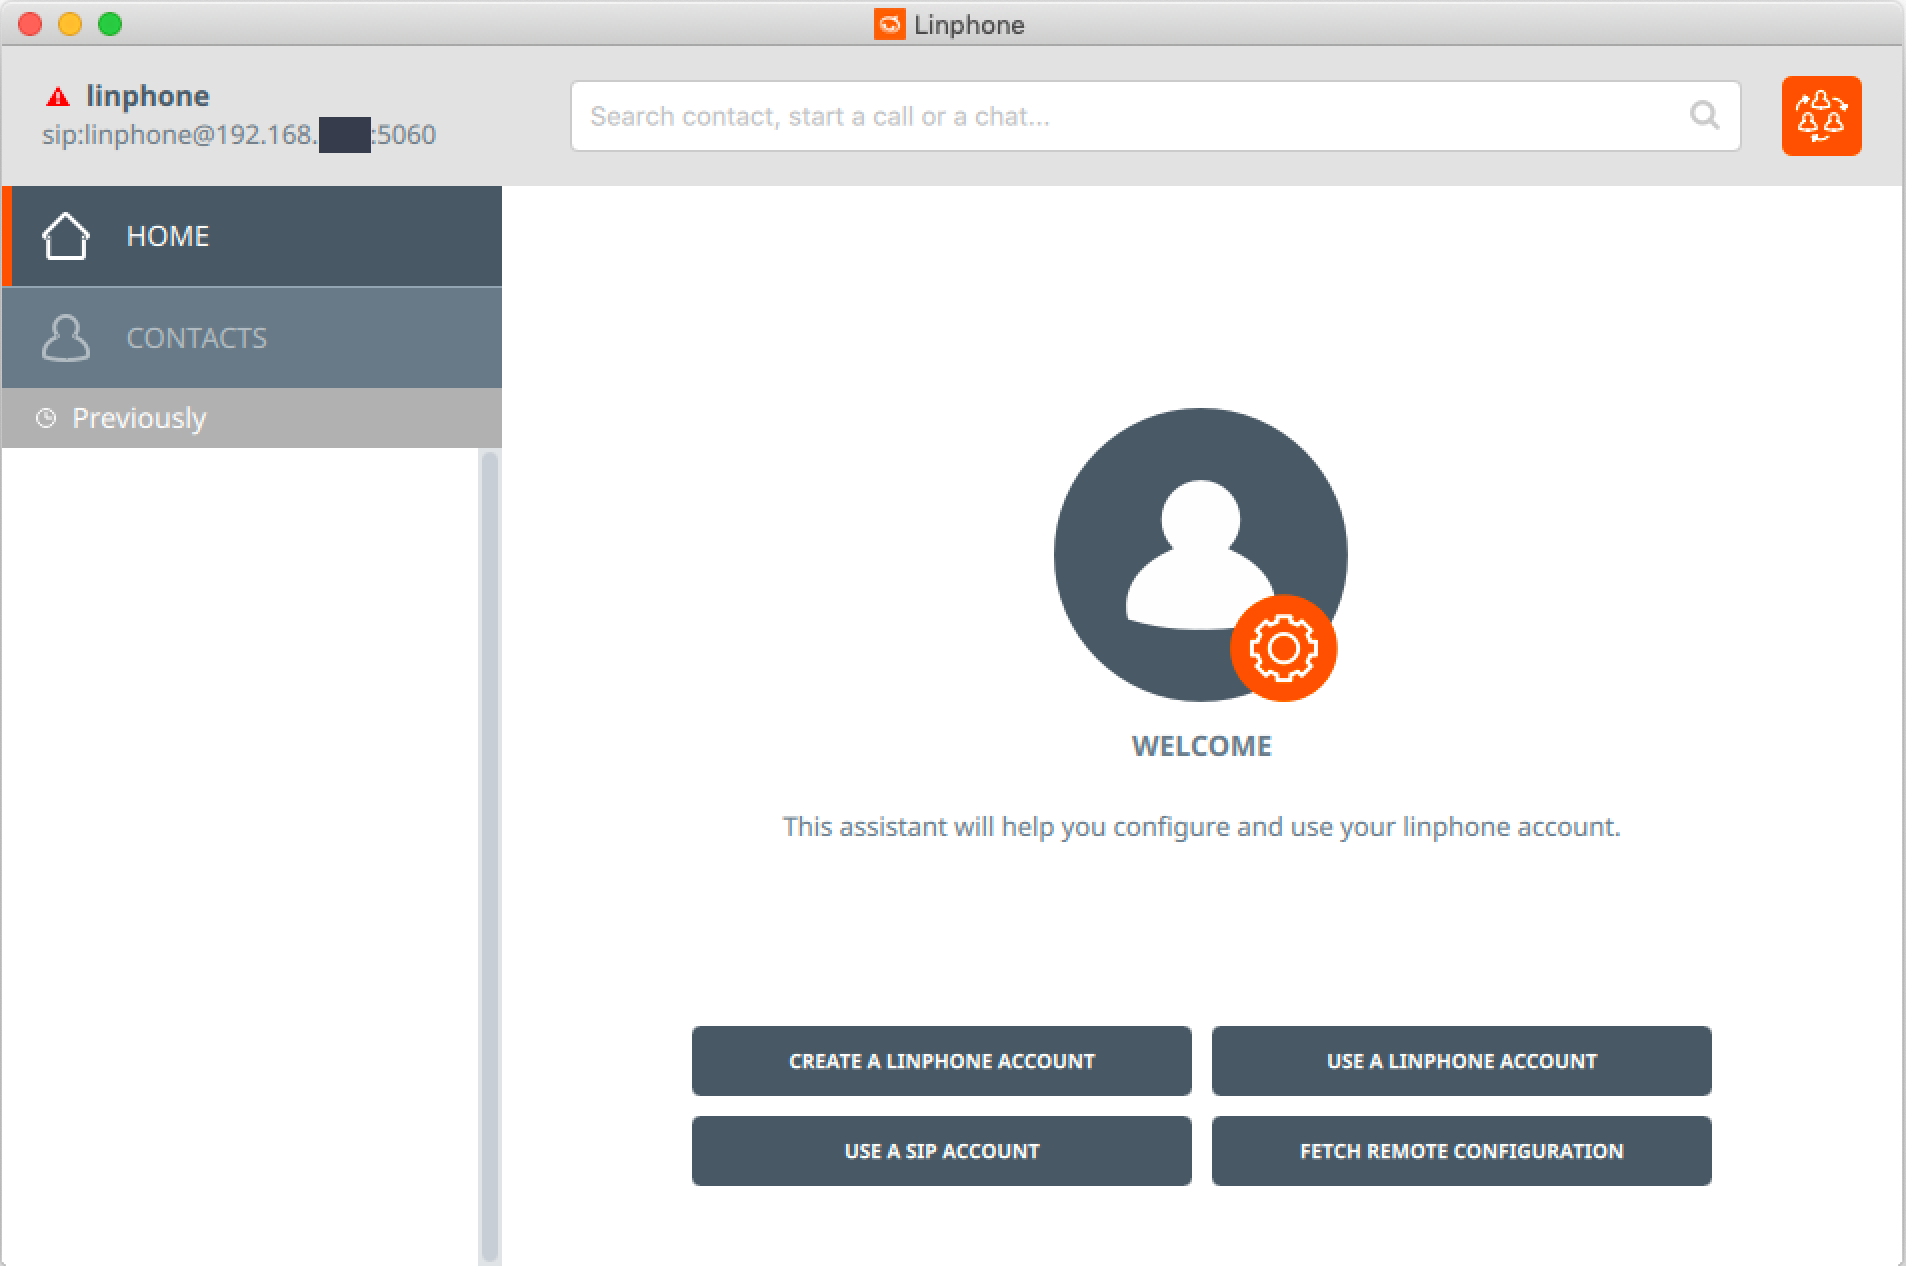 Linphone
linphone
sip:linphone@192.168. :5060
Search contact, start a call or a chat...
HOME
CONTACTS
Previously
WELCOME
This assistant will help you configure and use your linphone account.
CREATE A LINPHONE ACCOUNT
USE A LINPHONE ACCOUNT
USE A SIP ACCOUNT
FETCH REMOTE CONFIGURATION